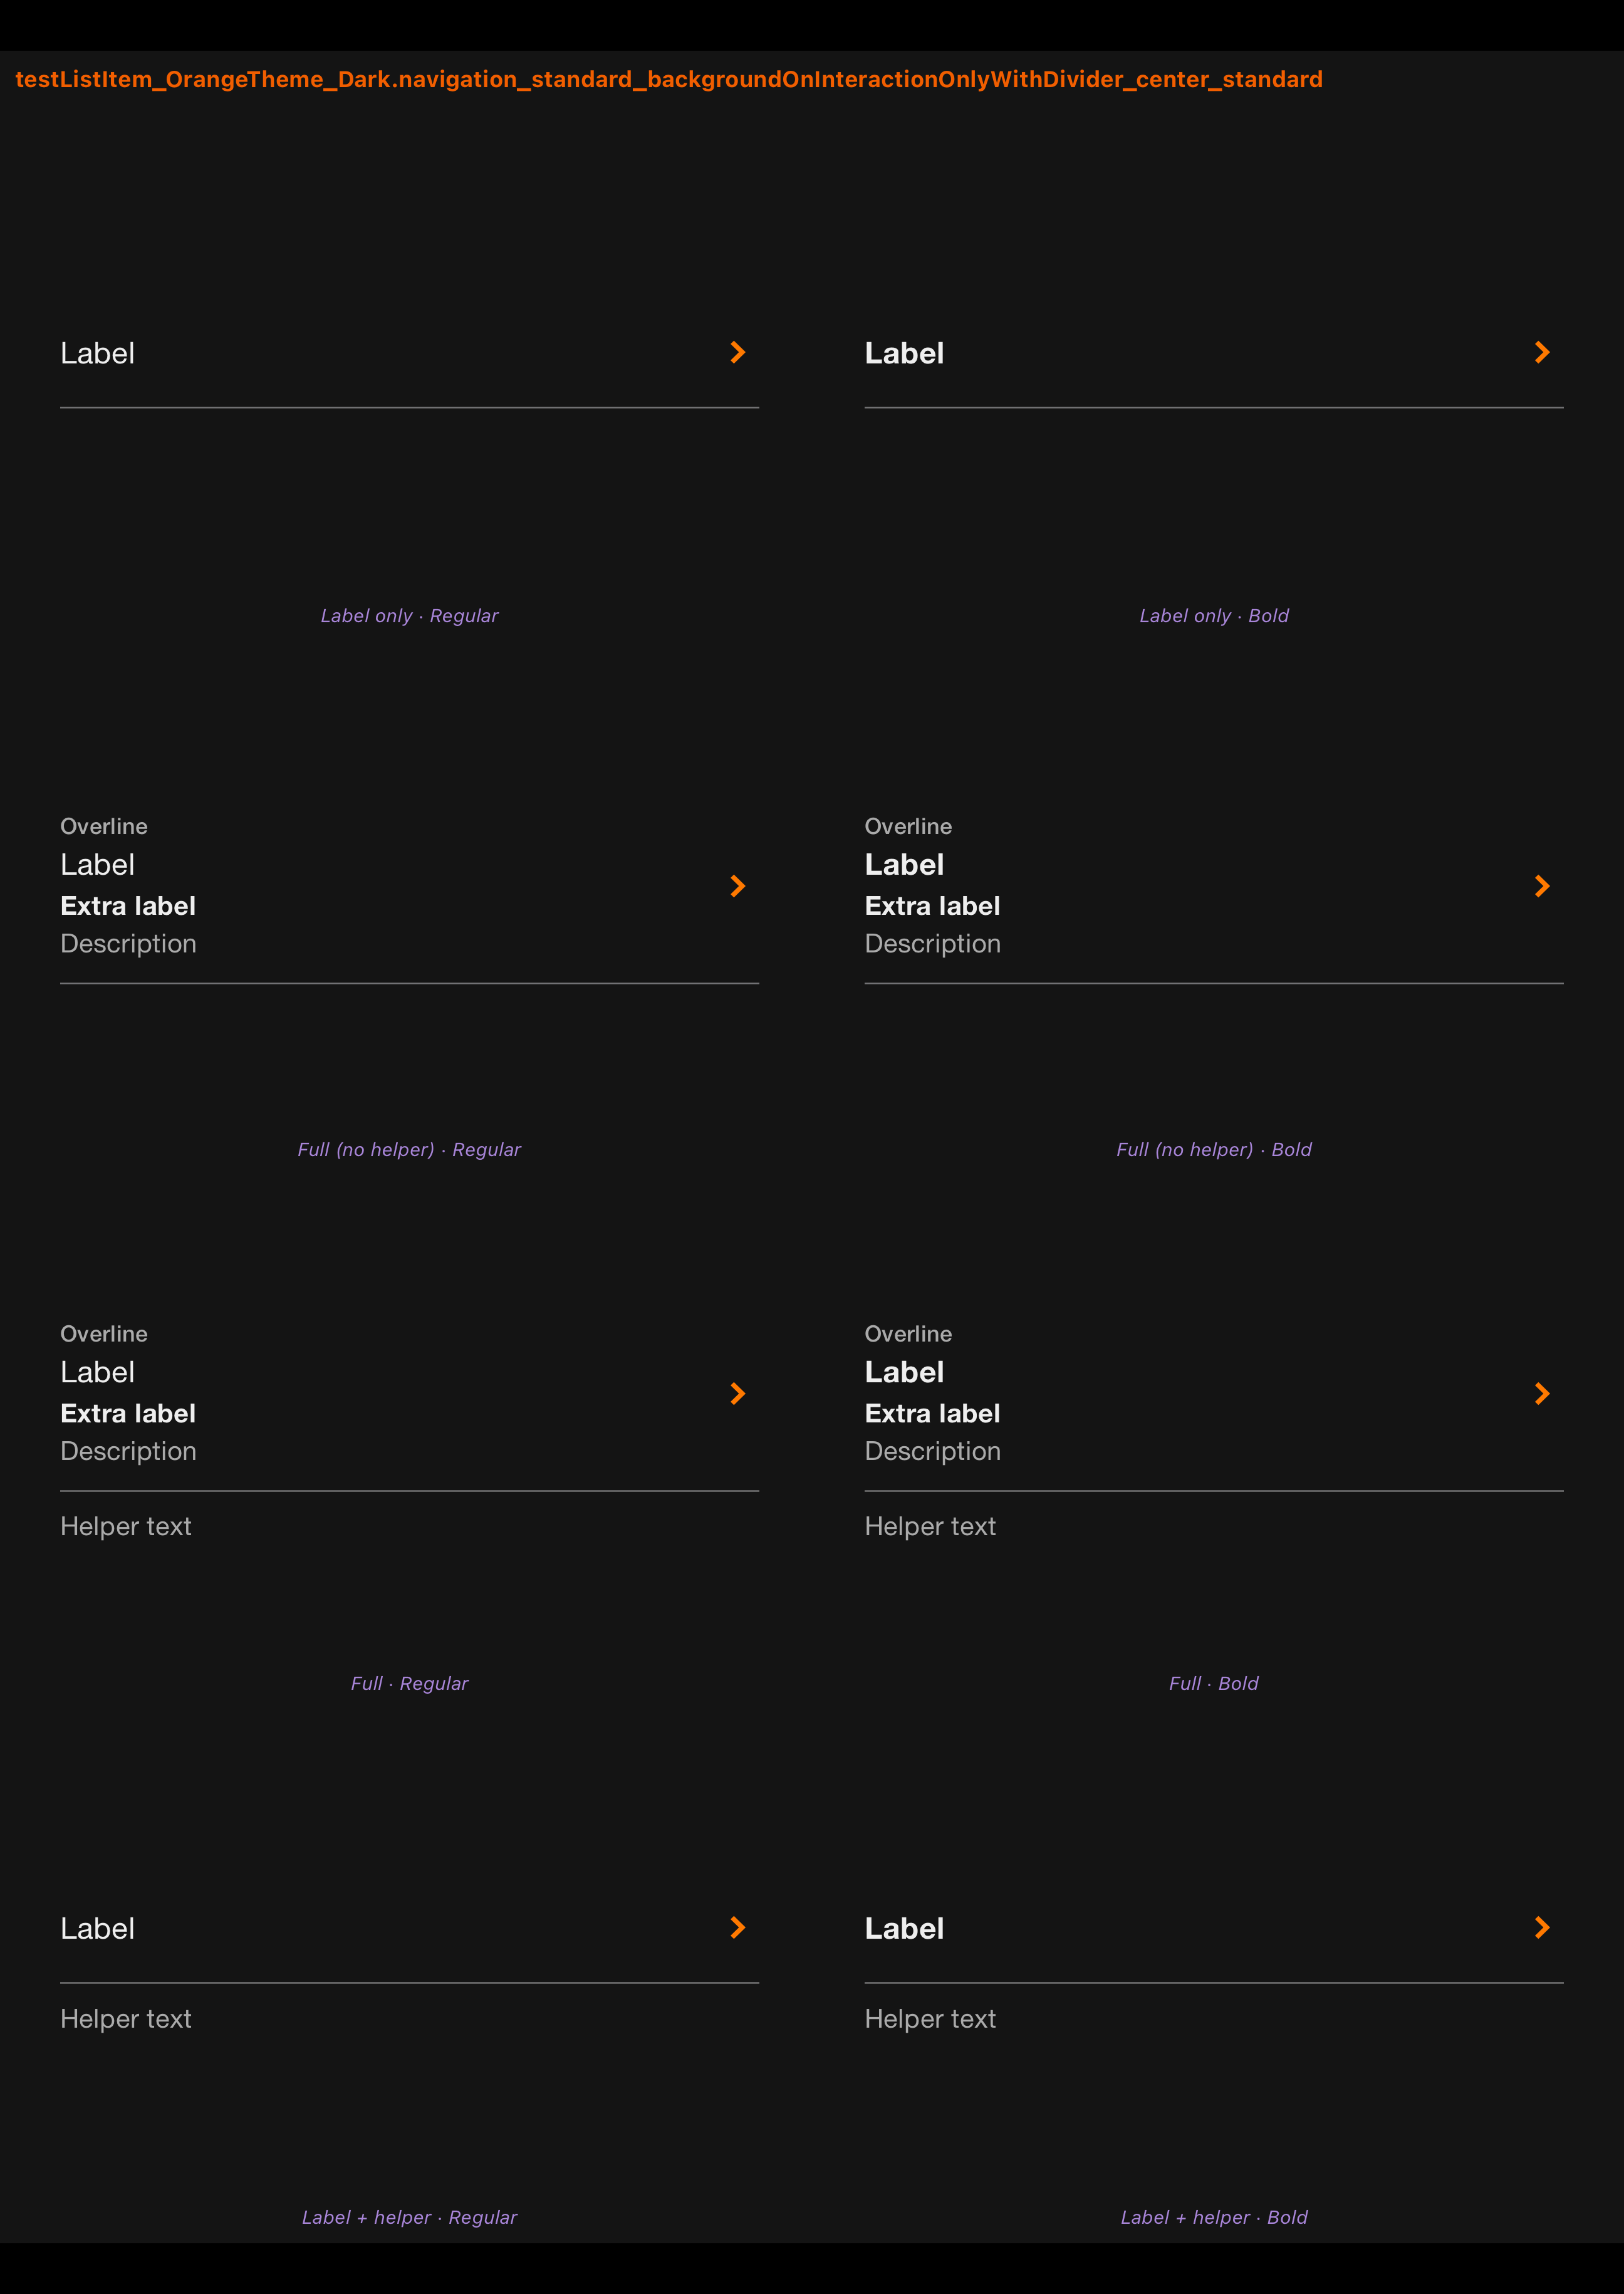 testListItem_OrangeTheme_Dark.navigation_standard_backgroundOnInteractionOnlyWithDivider_center_standard
Label
Label
Label only · Regular
Label only · Bold
Overline
Label
Extra label
Description
Overline
Label
Extra label
Description
Full (no helper) · Regular
Full (no helper) · Bold
Overline
Label
Extra label
Description
Helper text
Overline
Label
Extra label
Description
Helper text
Full · Regular
Full · Bold
Label
Helper text
Label
Helper text
Label + helper · Regular
Label + helper · Bold